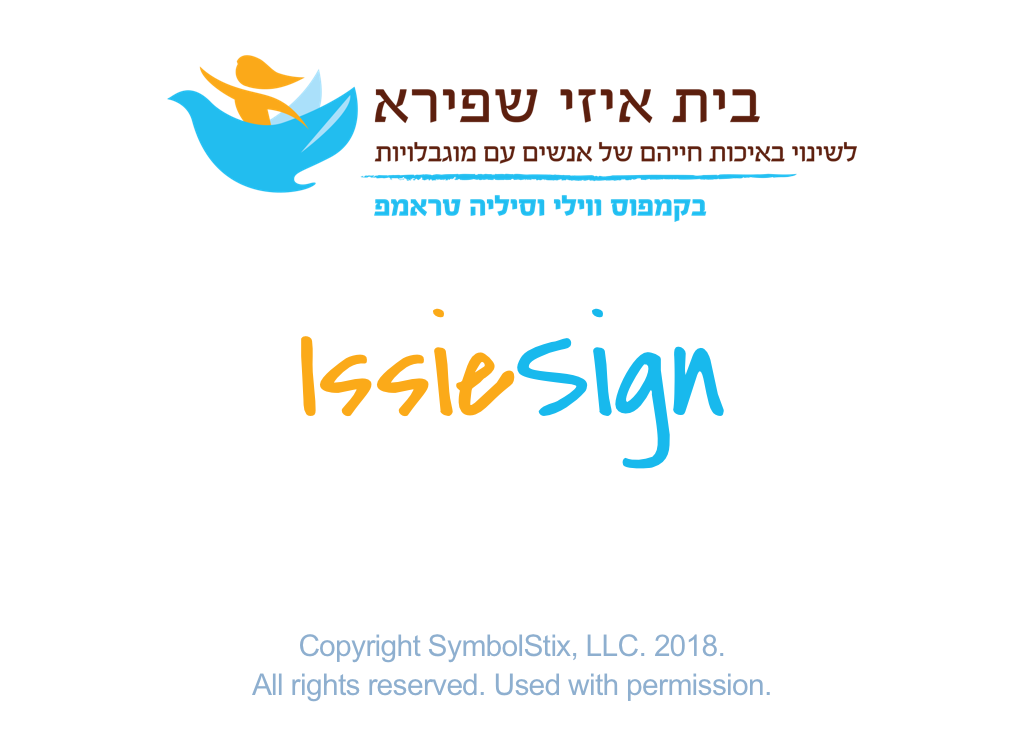 בית איזי שפירא
לשינוי באיכות חייהם של אנשים עם מוגבלויות
בקמפוס ווילי וסיליה טראמפ
IssieSign
Copyright SymbolStix, LLC. 2018.
All rights reserved. Used with permission.